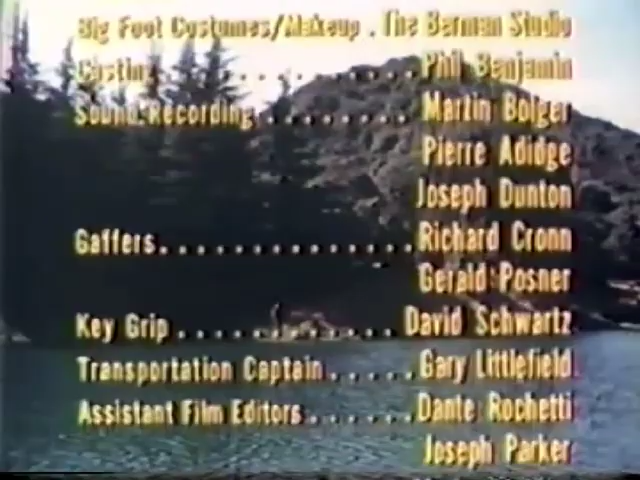 Big Foot Costumes/Makeup . The Berman Studio
Casting . . . . . . . . . . . . . . Phil Benjamin
Sound Recording . . . . . . . . . Martin Bolger
Pierre Adidge
Joseph Dunton
Gaffers. . . . . . . . . . . . . . .Richard Cronn
Gerald Posner
Key Grip . . . . . . . . . . . . David Schwartz
Transportation Captain . . . . . Gary Littlefield
Assistant Film Editors . . . . . .Dante Rochetti
Joseph Parker